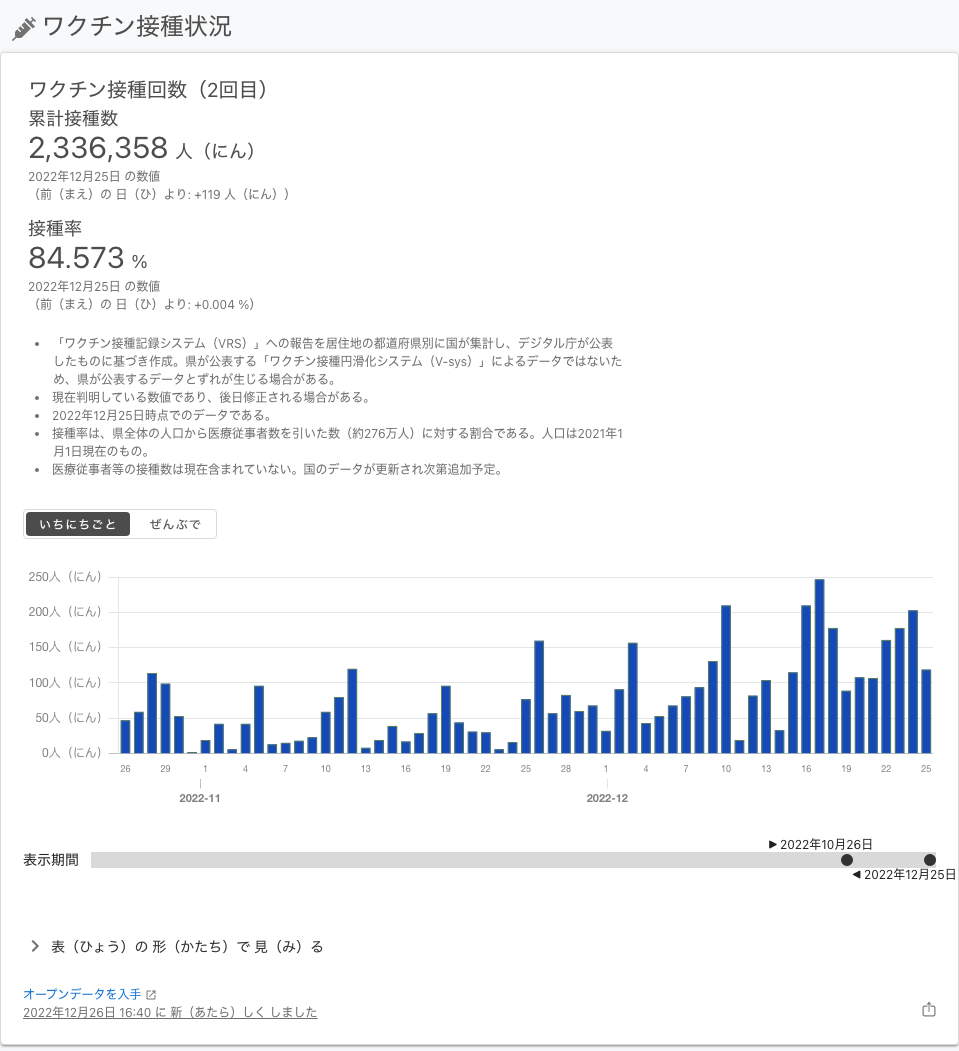 ワクチン接種状況
ワクチン接種回数（2回目）
累計接種数
2,336,358 人（にん）
2022年12月25日 の数値
（前（まえ）の 日（ひ）より: +119 人（にん））
接種率
84.573 %
2022年12月25日 の数値
（前（まえ）の 日（ひ）より: +0.004 %）
「ワクチン接種記録システム（VRS）」への報告を居住地の都道府県別に国が集計し、デジタル庁が公表
したものに基づき作成。県が公表する「ワクチン接種円滑化システム（V-sys）」によるデータではないた
め、県が公表するデータとずれが生じる場合がある。
現在判明している数値であり、後日修正される場合がある。
2022年12月25日時点でのデータである。
接種率は、県全体の人口から医療従事者数を引いた数（約276万人）に対する割合である。人口は2021年1
月1日現在のもの。
医療従事者等の接種数は現在含まれていない。国のデータが更新され次第追加予定。
いちにちごと ぜんぶで
250人（にん）
200人（にん）
150人（にん）
100人（にん）
50人（にん）
0人（にん）
26 29 1 4 7 10 13 16 19 22 25 28 1 4 7 10 13 16 19 22 25
2022-11 2022-12
▶ 2022年10月26日
表示期間
◀ 2022年12月25日
表（ひょう）の 形（かたち）で 見（み）る
オープンデータを入手
2022年12月26日 16:40 に 新（あたら）しく しました